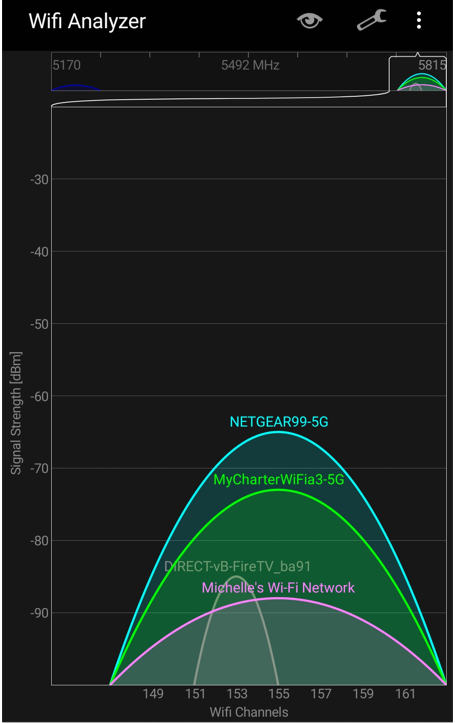 Wifi Analyzer
5170 5492 MHz 5815
-30
-40
-50
-60
NETGEAR99-5G
-70
MyCharterWiFia3-5G
-80
DIRECT-vB-FireTV_ba91
Michelle's Wi-Fi Network
-90
Signal Strength [dBm]
149 151 153 155 157 159 161
Wifi Channels